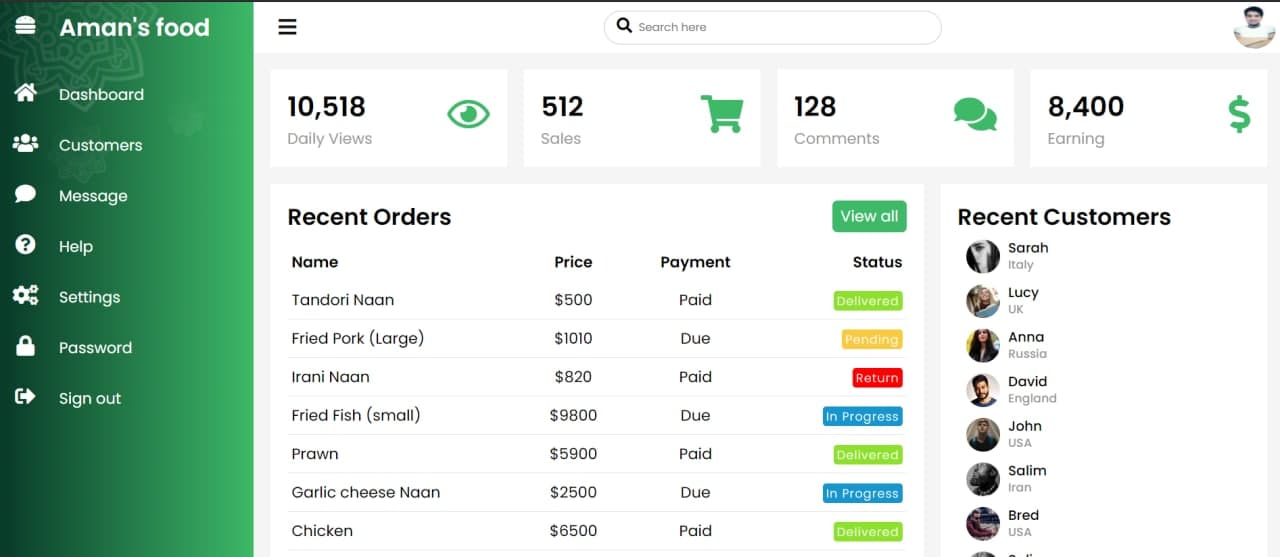 Aman's food
Search here
Dashboard
Customers
Message
Help
Settings
Password
Sign out
10,518
Daily Views
512
Sales
128
Comments
8,400
Earning
Recent Orders
View all
Name Price Payment Status
Tandori Naan $500 Paid Delivered
Fried Pork (Large) $1010 Due Pending
Irani Naan $820 Paid Return
Fried Fish (small) $9800 Due In Progress
Prawn $5900 Paid Delivered
Garlic cheese Naan $2500 Due In Progress
Chicken $6500 Paid Delivered
Recent Customers
Sarah
Italy
Lucy
UK
Anna
Russia
David
England
John
USA
Salim
Iran
Bred
USA